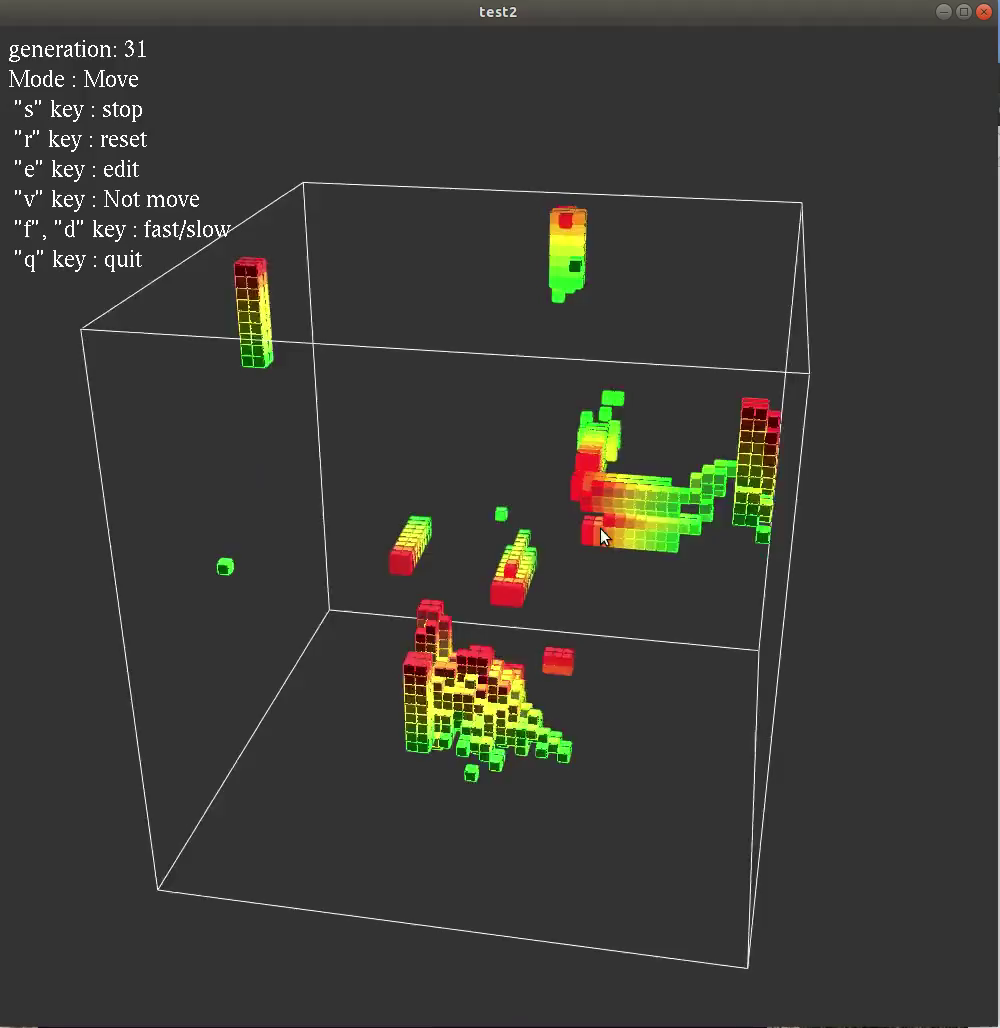 test2
generation: 31
Mode : Move
"s" key : stop
"r" key : reset
"e" key : edit
"v" key : Not move
"f", "d" key : fast/slow
"q" key : quit